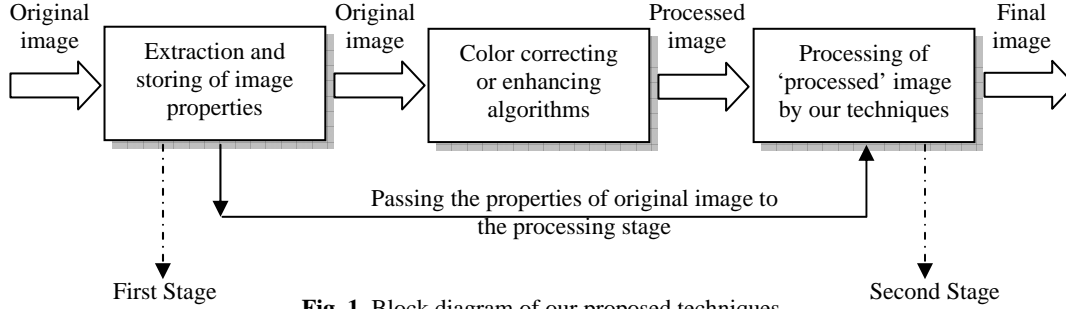 Original
image
Extraction and
storing of image
properties
Original
image
Color correcting
or enhancing
algorithms
Processed
image
Processing of
‘processed’ image
by our techniques
Final
image
Passing the properties of original image to
the processing stage
First Stage
Second Stage
Fig. 1. Block diagram of our proposed techniques